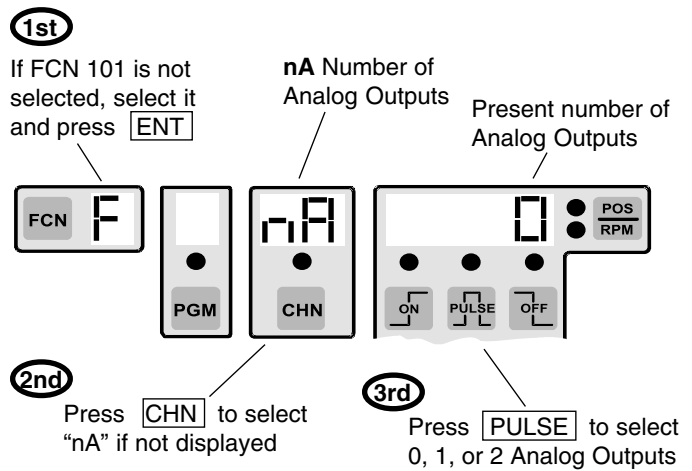 1st
If FCN 101 is not
selected, select it
and press ENT
nA Number of
Analog Outputs
Present number of
Analog Outputs
FCN
F
nA
0
POS
RPM
PGM
CHN
ON
PULSE
OFF
2nd
Press CHN to select
“nA” if not displayed
3rd
Press PULSE to select
0, 1, or 2 Analog Outputs